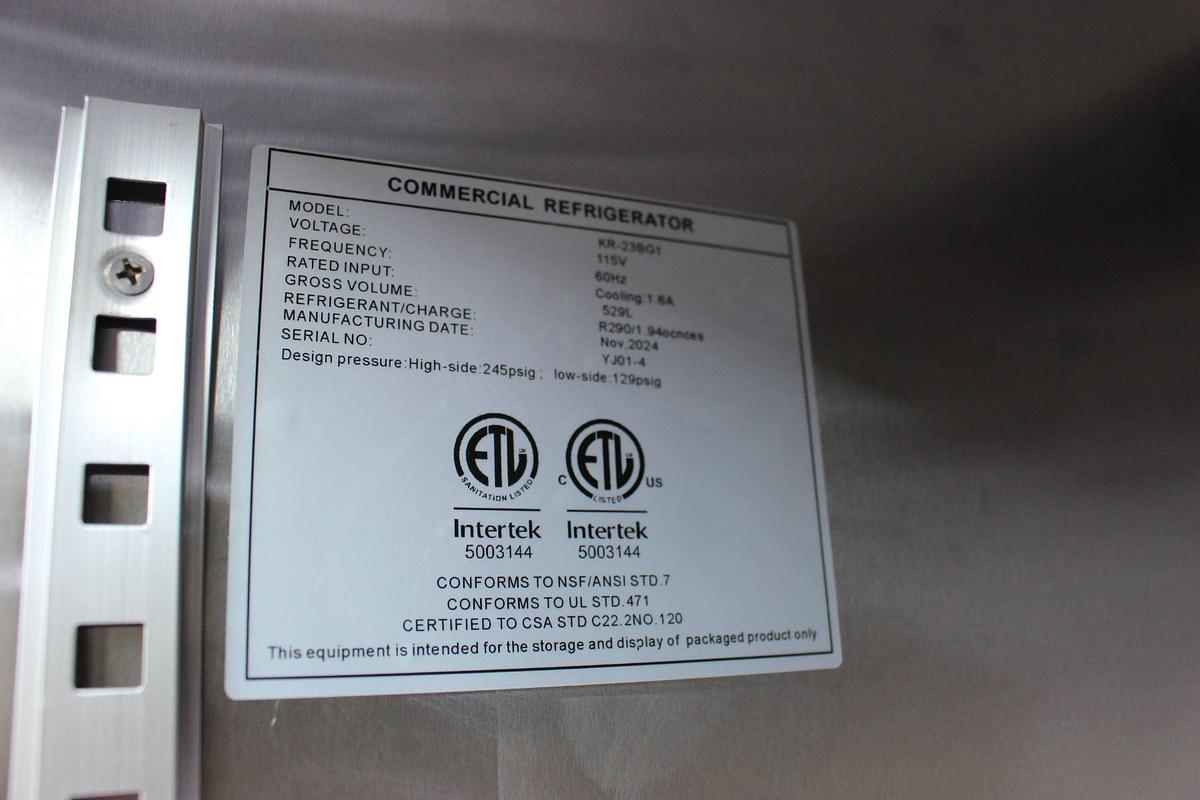 COMMERCIAL REFRIGERATOR
MODEL: KR-23BG1
VOLTAGE: 115V
FREQUENCY: 60Hz
RATED INPUT: Cooling:1.6A
GROSS VOLUME: 529L
REFRIGERANT/CHARGE: R290/1.94ocnces
MANUFACTURING DATE: Nov.2024
SERIAL NO: YJ01-4
Design pressure:High-side:245psig ; low-side:129psig
ETL SANITATION LISTED
Intertek
5003144
C ETL LISTED US
Intertek
5003144
CONFORMS TO NSF/ANSI STD.7
CONFORMS TO UL STD.471
CERTIFIED TO CSA STD C22.2NO.120
This equipment is intended for the storage and display of packaged product only